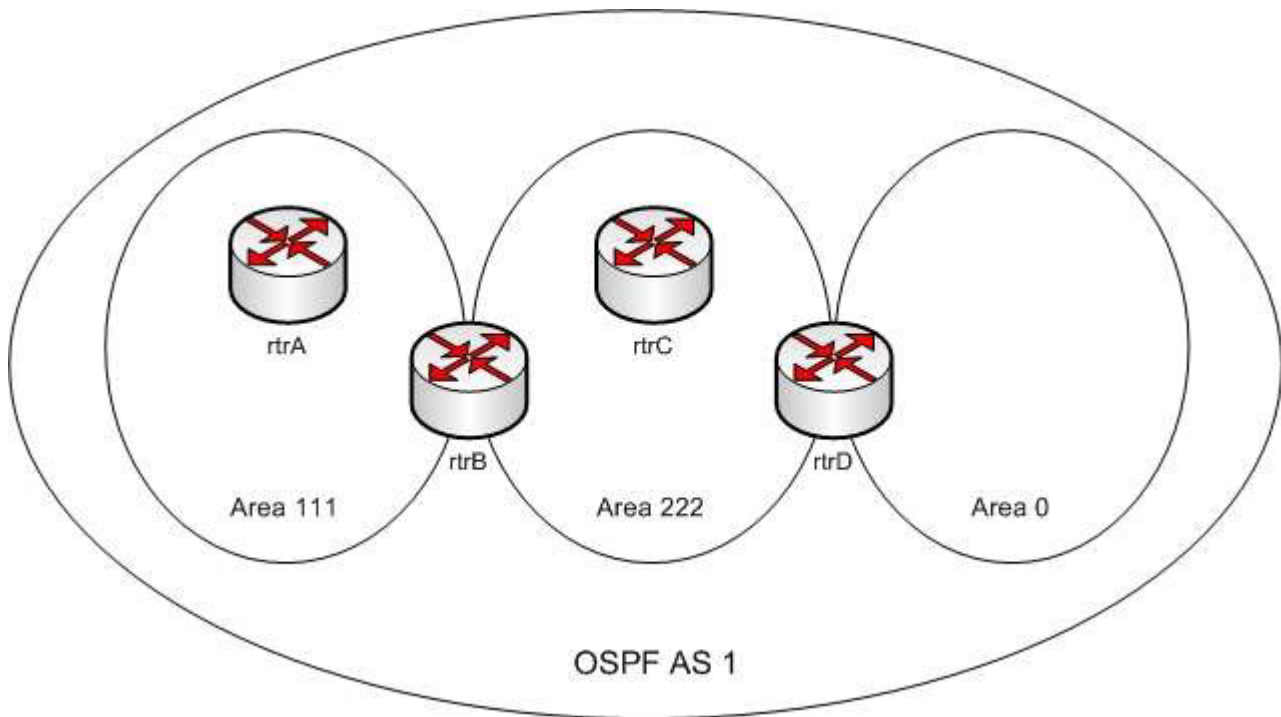 rtrA
rtrC
rtrB
rtrD
Area 111
Area 222
Area 0
OSPF AS 1